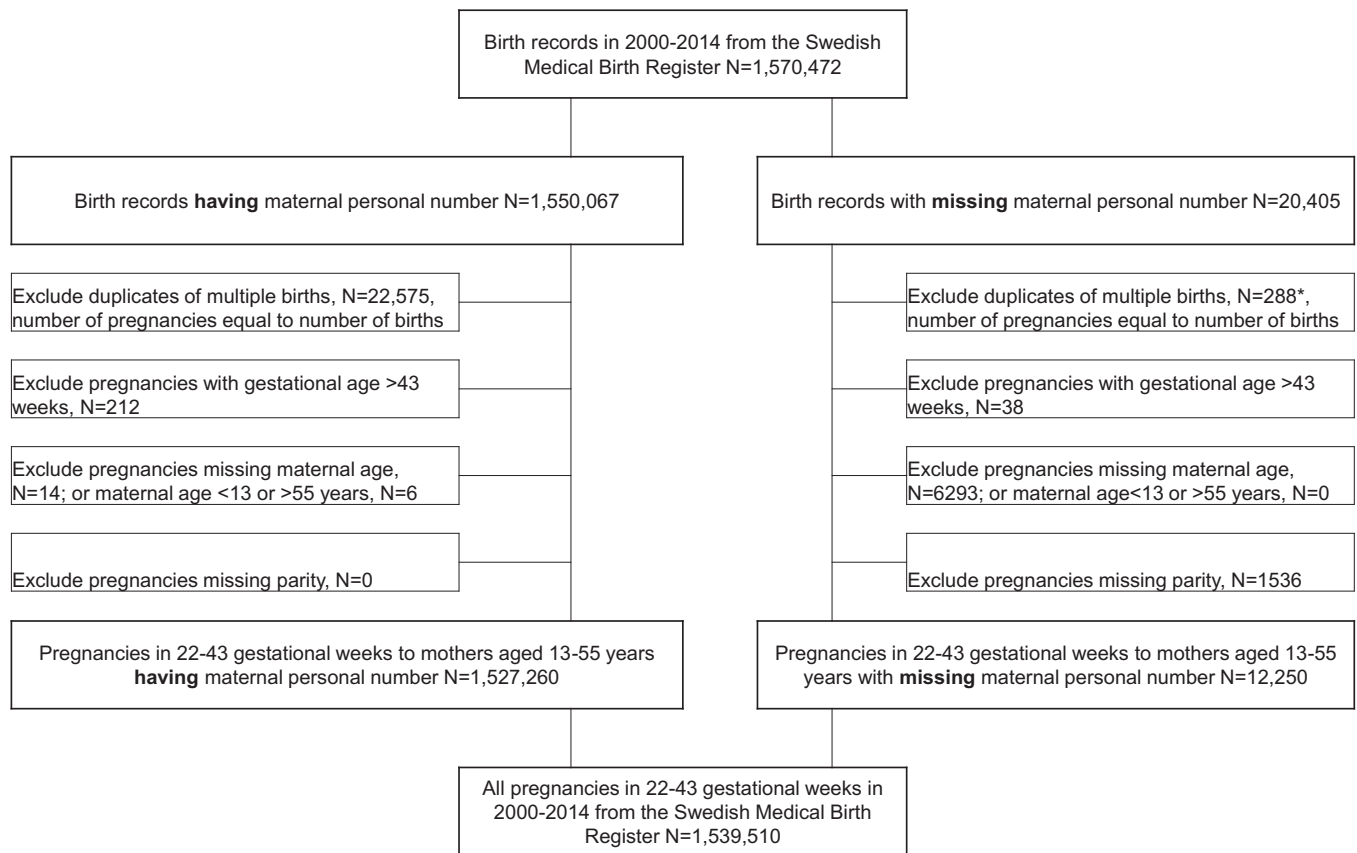 Birth records in 2000-2014 from the Swedish
Medical Birth Register N=1,570,472
Birth records having maternal personal number N=1,550,067
Birth records with missing maternal personal number N=20,405
Exclude duplicates of multiple births, N=22,575,
number of pregnancies equal to number of births
Exclude duplicates of multiple births, N=288*,
number of pregnancies equal to number of births
Exclude pregnancies with gestational age >43
weeks, N=212
Exclude pregnancies with gestational age >43
weeks, N=38
Exclude pregnancies missing maternal age,
N=14; or maternal age <13 or >55 years, N=6
Exclude pregnancies missing maternal age,
N=6293; or maternal age<13 or >55 years, N=0
Exclude pregnancies missing parity, N=0
Exclude pregnancies missing parity, N=1536
Pregnancies in 22-43 gestational weeks to mothers aged 13-55 years
having maternal personal number N=1,527,260
Pregnancies in 22-43 gestational weeks to mothers aged 13-55
years with missing maternal personal number N=12,250
All pregnancies in 22-43 gestational weeks in
2000-2014 from the Swedish Medical Birth
Register N=1,539,510